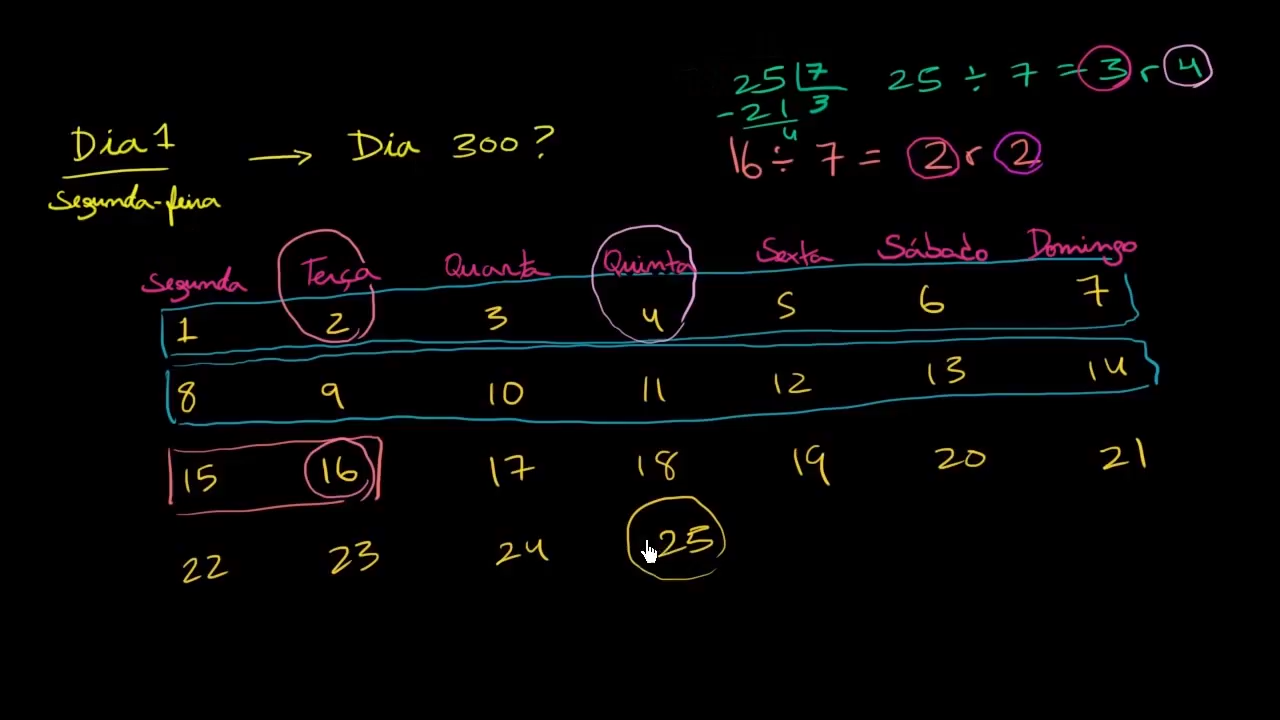 25 7 25 ÷ 7 = 3 r 4
-21 3
4
Dia 1 → Dia 300?
16 ÷ 7 = 2 r 2
Segunda-feira
Segunda Terça Quarta Quinta Sexta Sábado Domingo
1 2 3 4 5 6 7
8 9 10 11 12 13 14
15 16 17 18 19 20 21
22 23 24 25